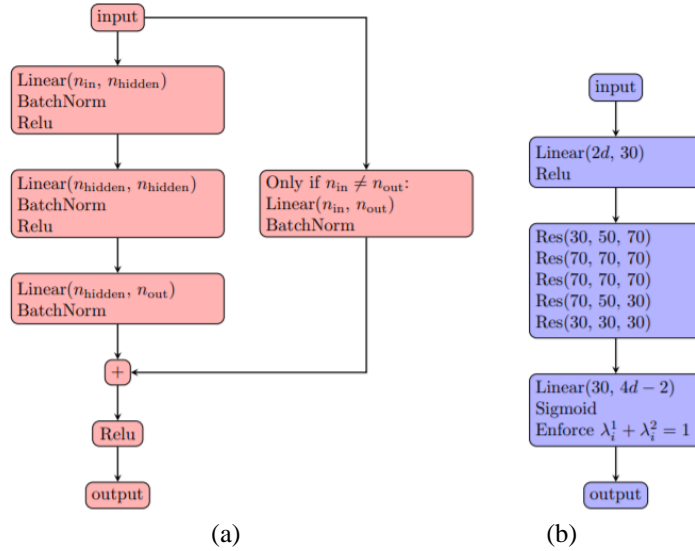 input
Linear(n_in, n_hidden)
BatchNorm
Relu
Linear(n_hidden, n_hidden)
BatchNorm
Relu
Linear(n_hidden, n_out)
BatchNorm
Only if n_in ≠ n_out:
Linear(n_in, n_out)
BatchNorm
+
Relu
output
(a)
input
Linear(2d, 30)
Relu
Res(30, 50, 70)
Res(70, 70, 70)
Res(70, 70, 70)
Res(70, 50, 30)
Res(30, 30, 30)
Linear(30, 4d − 2)
Sigmoid
Enforce λ_i^1 + λ_i^2 = 1
output
(b)